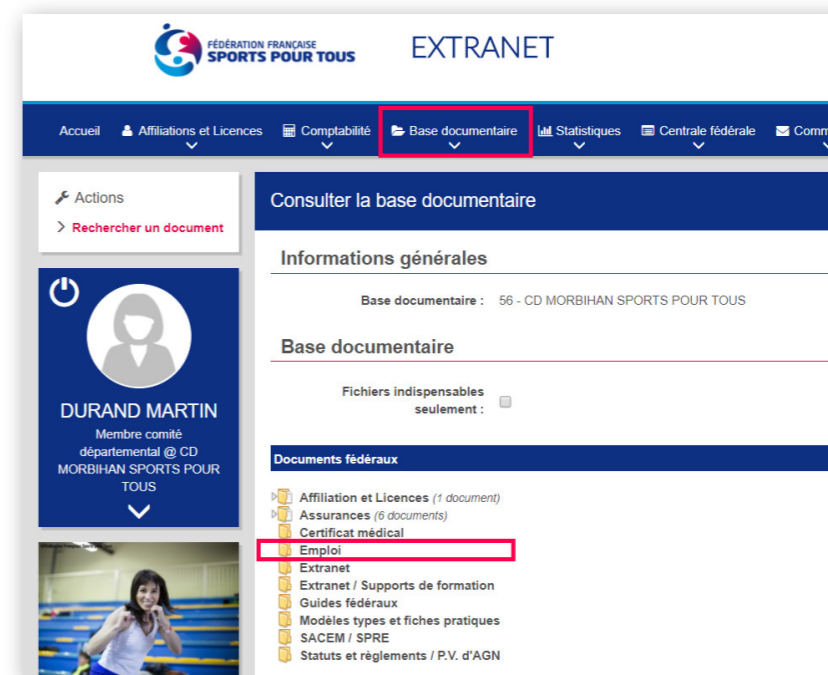 FÉDÉRATION FRANÇAISE
SPORTS POUR TOUS
EXTRANET
Accueil Affiliations et Licences Comptabilité Base documentaire Statistiques Centrale fédérale Comm
Actions
Rechercher un document
Consulter la base documentaire
Informations générales
Base documentaire : 56 - CD MORBIHAN SPORTS POUR TOUS
Base documentaire
Fichiers indispensables
seulement :
DURAND MARTIN
Membre comité
départemental @ CD
MORBIHAN SPORTS POUR
TOUS
Documents fédéraux
Affiliation et Licences (1 document)
Assurances (6 documents)
Certificat médical
Emploi
Extranet
Extranet / Supports de formation
Guides fédéraux
Modèles types et fiches pratiques
SACEM / SPRE
Statuts et règlements / P.V. d'AGN